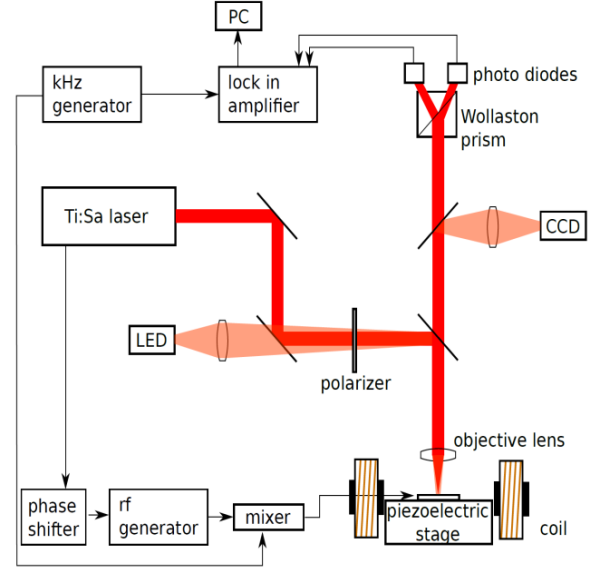 PC
kHz
generator
lock in
amplifier
photo diodes
Wollaston
prism
Ti:Sa laser
CCD
LED
polarizer
objective lens
phase
shifter
rf
generator
mixer
piezoelectric
stage
coil